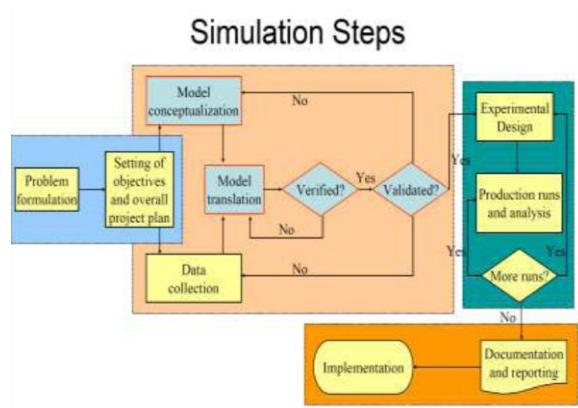 Simulation Steps
Model
conceptualization
No
Experimental
Design
Setting of
objectives
and overall
project plan
Problem
formulation
Model
translation
Verified?
Yes
Validated?
Yes
Production runs
and analysis
No
Data
collection
No
Yes
Yes
More runs?
No
Implementation
Documentation
and reporting